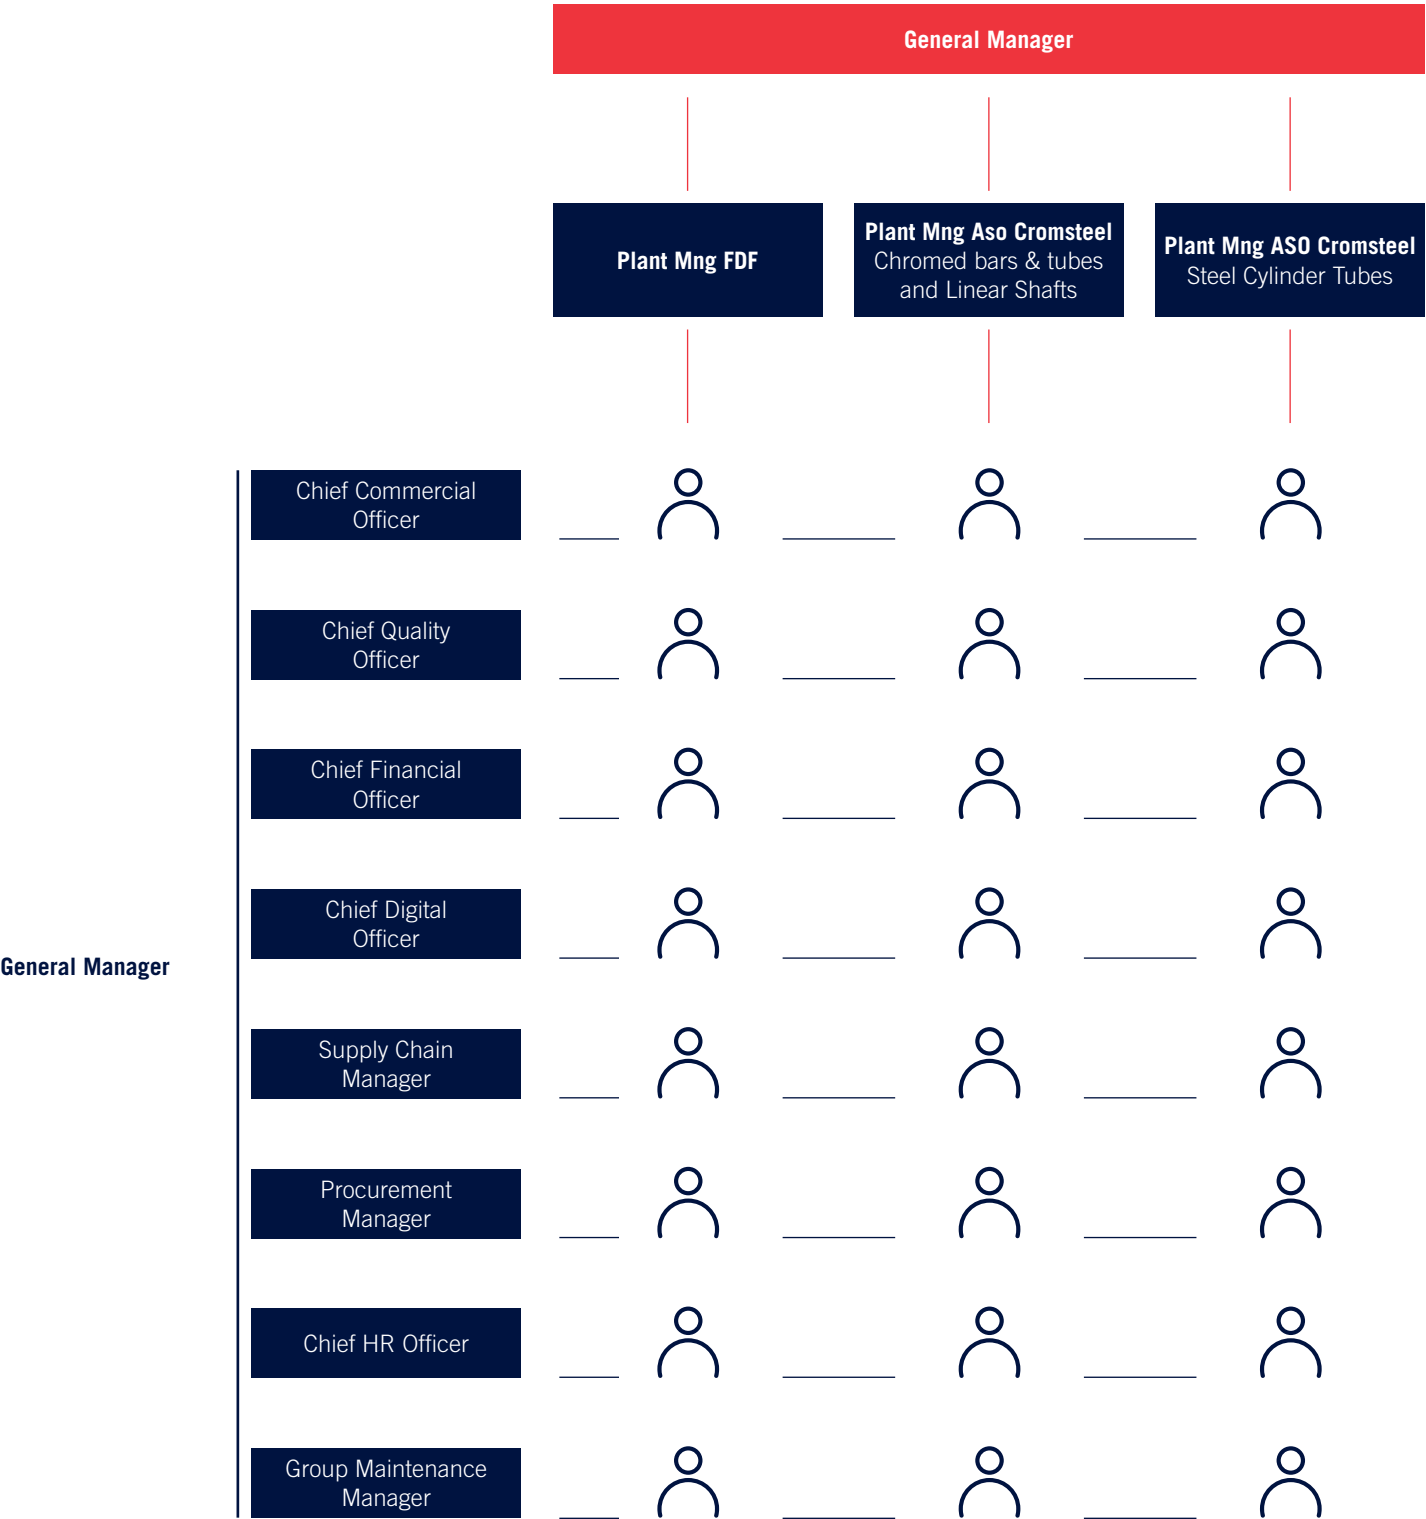 General Manager
Plant Mng FDF
Plant Mng Aso Cromsteel
Chromed bars & tubes
and Linear Shafts
Plant Mng ASO Cromsteel
Steel Cylinder Tubes
Chief Commercial
Officer
Chief Quality
Officer
Chief Financial
Officer
Chief Digital
Officer
General Manager
Supply Chain
Manager
Procurement
Manager
Chief HR Officer
Group Maintenance
Manager